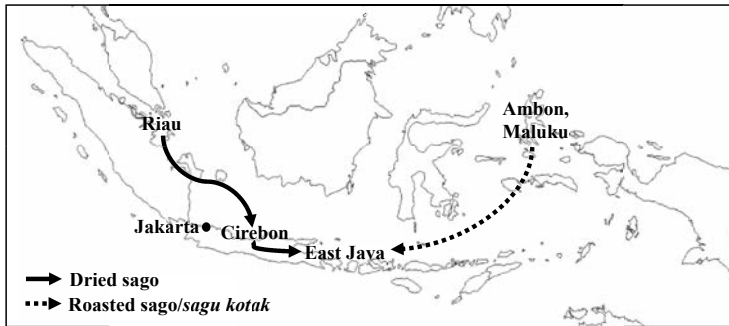 Ambon,
Maluku
Riau
Jakarta
Cirebon
East Java
Dried sago
Roasted sago/sagu kotak